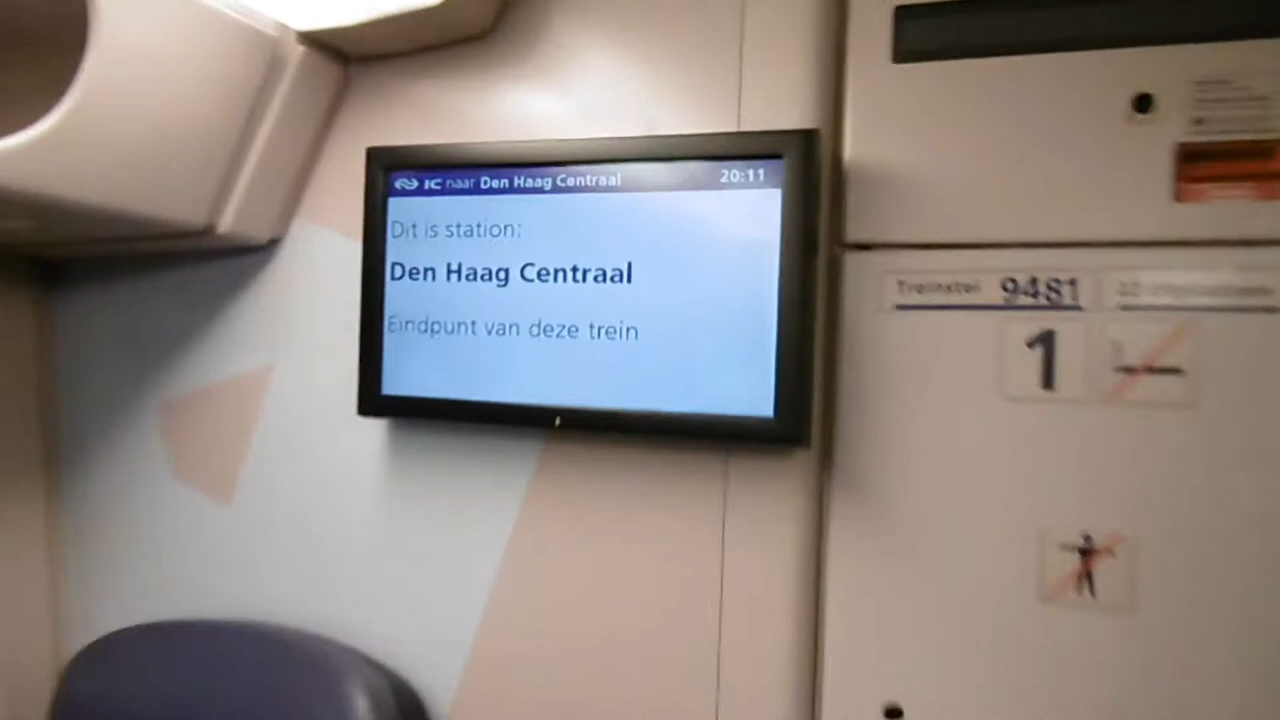 IC naar Den Haag Centraal 20:11
Dit is station:
Den Haag Centraal
Eindpunt van deze trein
Treinstel 9481
1